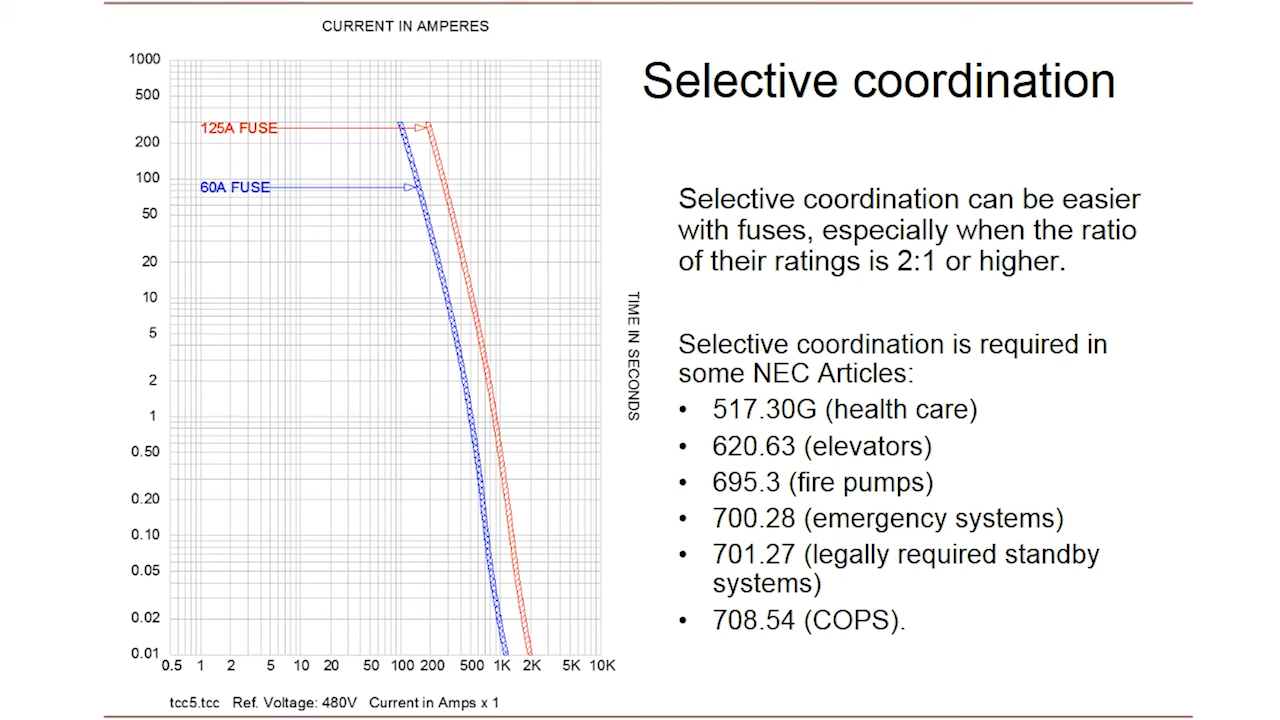 CURRENT IN AMPERES
1000
500
200
100
50
20
10
5
2
1
0.50
0.20
0.10
0.05
0.02
0.01
125A FUSE
60A FUSE
0.5 1 2 5 10 20 50 100 200 500 1K 2K 5K 10K
TIME IN SECONDS
tcc5.tcc Ref. Voltage: 480V Current in Amps x 1
Selective coordination
Selective coordination can be easier
with fuses, especially when the ratio
of their ratings is 2:1 or higher.
Selective coordination is required in
some NEC Articles:
• 517.30G (health care)
• 620.63 (elevators)
• 695.3 (fire pumps)
• 700.28 (emergency systems)
• 701.27 (legally required standby
systems)
• 708.54 (COPS).